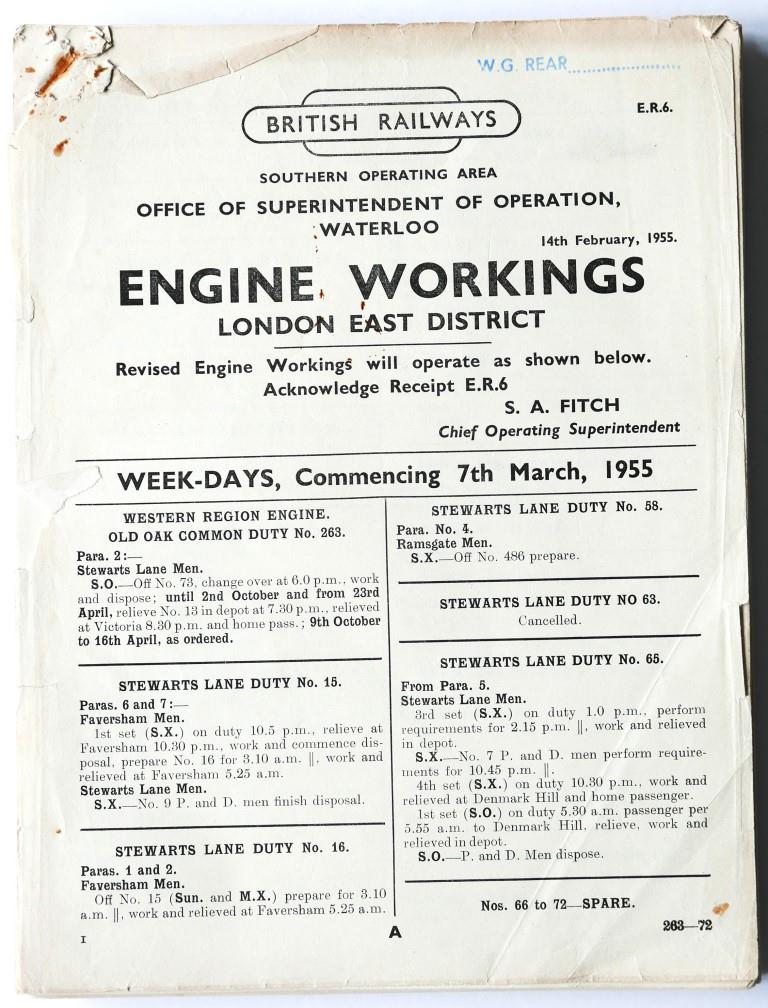 W.G. REAR
E.R.6.
BRITISH RAILWAYS
SOUTHERN OPERATING AREA
OFFICE OF SUPERINTENDENT OF OPERATION,
WATERLOO
14th February, 1955.
ENGINE WORKINGS
LONDON EAST DISTRICT
Revised Engine Workings will operate as shown below.
Acknowledge Receipt E.R.6
S. A. FITCH
Chief Operating Superintendent
WEEK-DAYS, Commencing 7th March, 1955
WESTERN REGION ENGINE.
OLD OAK COMMON DUTY No. 263.
Para. 2:—
Stewarts Lane Men.
S.O.—Off No. 73, change over at 6.0 p.m., work
and dispose; until 2nd October and from 23rd
April, relieve No. 13 in depot at 7.30 p.m., relieved
at Victoria 8.30 p.m. and home pass.; 9th October
to 16th April, as ordered.
STEWARTS LANE DUTY No. 15.
Paras. 6 and 7:—
Faversham Men.
1st set (S.X.) on duty 10.5 p.m., relieve at
Faversham 10.30 p.m., work and commence dis-
posal, prepare No. 16 for 3.10 a.m. ||, work and
relieved at Faversham 5.25 a.m.
Stewarts Lane Men.
S.X.—No. 9 P. and D. men finish disposal.
STEWARTS LANE DUTY No. 16.
Paras. 1 and 2.
Faversham Men.
Off No. 15 (Sun. and M.X.) prepare for 3.10
a.m. ||, work and relieved at Faversham 5.25 a.m.
STEWARTS LANE DUTY No. 58.
Para. No. 4.
Ramsgate Men.
S.X.—Off No. 486 prepare.
STEWARTS LANE DUTY NO 63.
Cancelled.
STEWARTS LANE DUTY No. 65.
From Para. 5.
Stewarts Lane Men.
3rd set (S.X.) on duty 1.0 p.m., perform
requirements for 2.15 p.m. ||, work and relieved
in depot.
S.X.—No. 7 P. and D. men perform require-
ments for 10.45 p.m. ||.
4th set (S.X.) on duty 10.30 p.m., work and
relieved at Denmark Hill and home passenger.
1st set (S.O.) on duty 5.30 a.m. passenger per
5.55 a.m. to Denmark Hill, relieve, work and
relieved in depot.
S.O.—P. and D. Men dispose.
Nos. 66 to 72—SPARE.
I
A
263—72